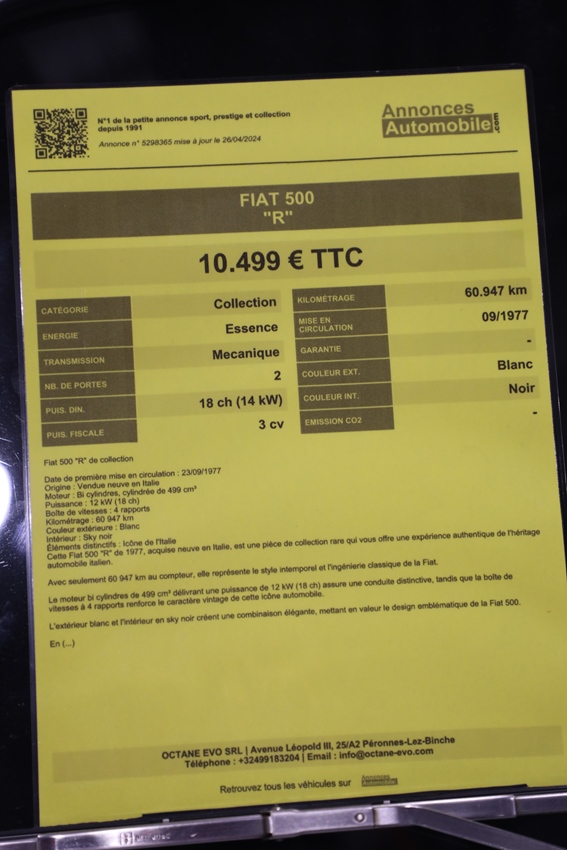 N°1 de la petite annonce sport, prestige et collection
depuis 1991
Annonce n° 5298365 mise à jour le 26/04/2024
Annonces
Automobile.com
FIAT 500
"R"
10.499 € TTC
CATÉGORIE Collection
ENERGIE Essence
TRANSMISSION Mecanique
NB. DE PORTES 2
PUIS. DIN. 18 ch (14 kW)
PUIS. FISCALE 3 cv
KILOMÉTRAGE 60.947 km
MISE EN
CIRCULATION 09/1977
GARANTIE -
COULEUR EXT. Blanc
COULEUR INT. Noir
EMISSION CO2 -
Fiat 500 "R" de collection
Date de première mise en circulation : 23/09/1977
Origine : Vendue neuve en Italie
Moteur : Bi cylindres, cylindrée de 499 cm³
Puissance : 12 kW (18 ch)
Boîte de vitesses : 4 rapports
Kilométrage : 60 947 km
Couleur extérieure : Blanc
Intérieur : Sky noir
Éléments distinctifs : Icône de l'Italie
Cette Fiat 500 "R" de 1977, acquise neuve en Italie, est une pièce de collection rare qui vous offre une expérience authentique de l'héritage
automobile italien.
Avec seulement 60 947 km au compteur, elle représente le style intemporel et l'ingénierie classique de la Fiat.
Le moteur bi cylindres de 499 cm³ délivrant une puissance de 12 kW (18 ch) assure une conduite distinctive, tandis que la boîte de
vitesses à 4 rapports renforce le caractère vintage de cette icône automobile.
L'extérieur blanc et l'intérieur en sky noir créent une combinaison élégante, mettant en valeur le design emblématique de la Fiat 500.
En (...)
OCTANE EVO SRL | Avenue Léopold III, 25/A2 Péronnes-Lez-Binche
Téléphone : +32499183204 | Email : info@octane-evo.com
Retrouvez tous les véhicules sur Annonces
Automobile